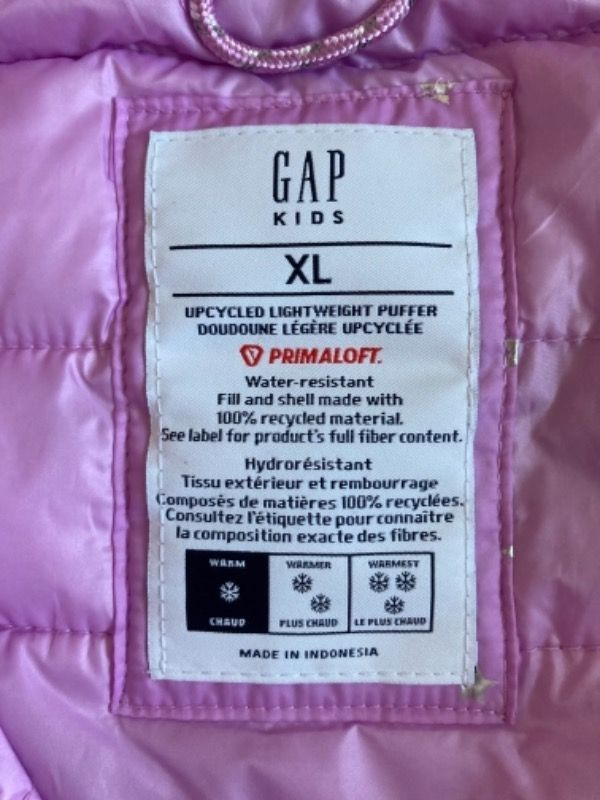 GAP
KIDS
XL
UPCYCLED LIGHTWEIGHT PUFFER
DOUDOUNE LÉGÈRE UPCYCLÉE
PRIMALOFT.
Water-resistant
Fill and shell made with
100% recycled material.
See label for product's full fiber content.
Hydrorésistant
Tissu extérieur et rembourrage
Composès de matières 100% recyclées.
Consultez l'étiquette pour connaître
la composition exacte des fibres.
WARM WARMER WARMEST
CHAUD PLUS CHAUD LE PLUS CHAUD
MADE IN INDONESIA